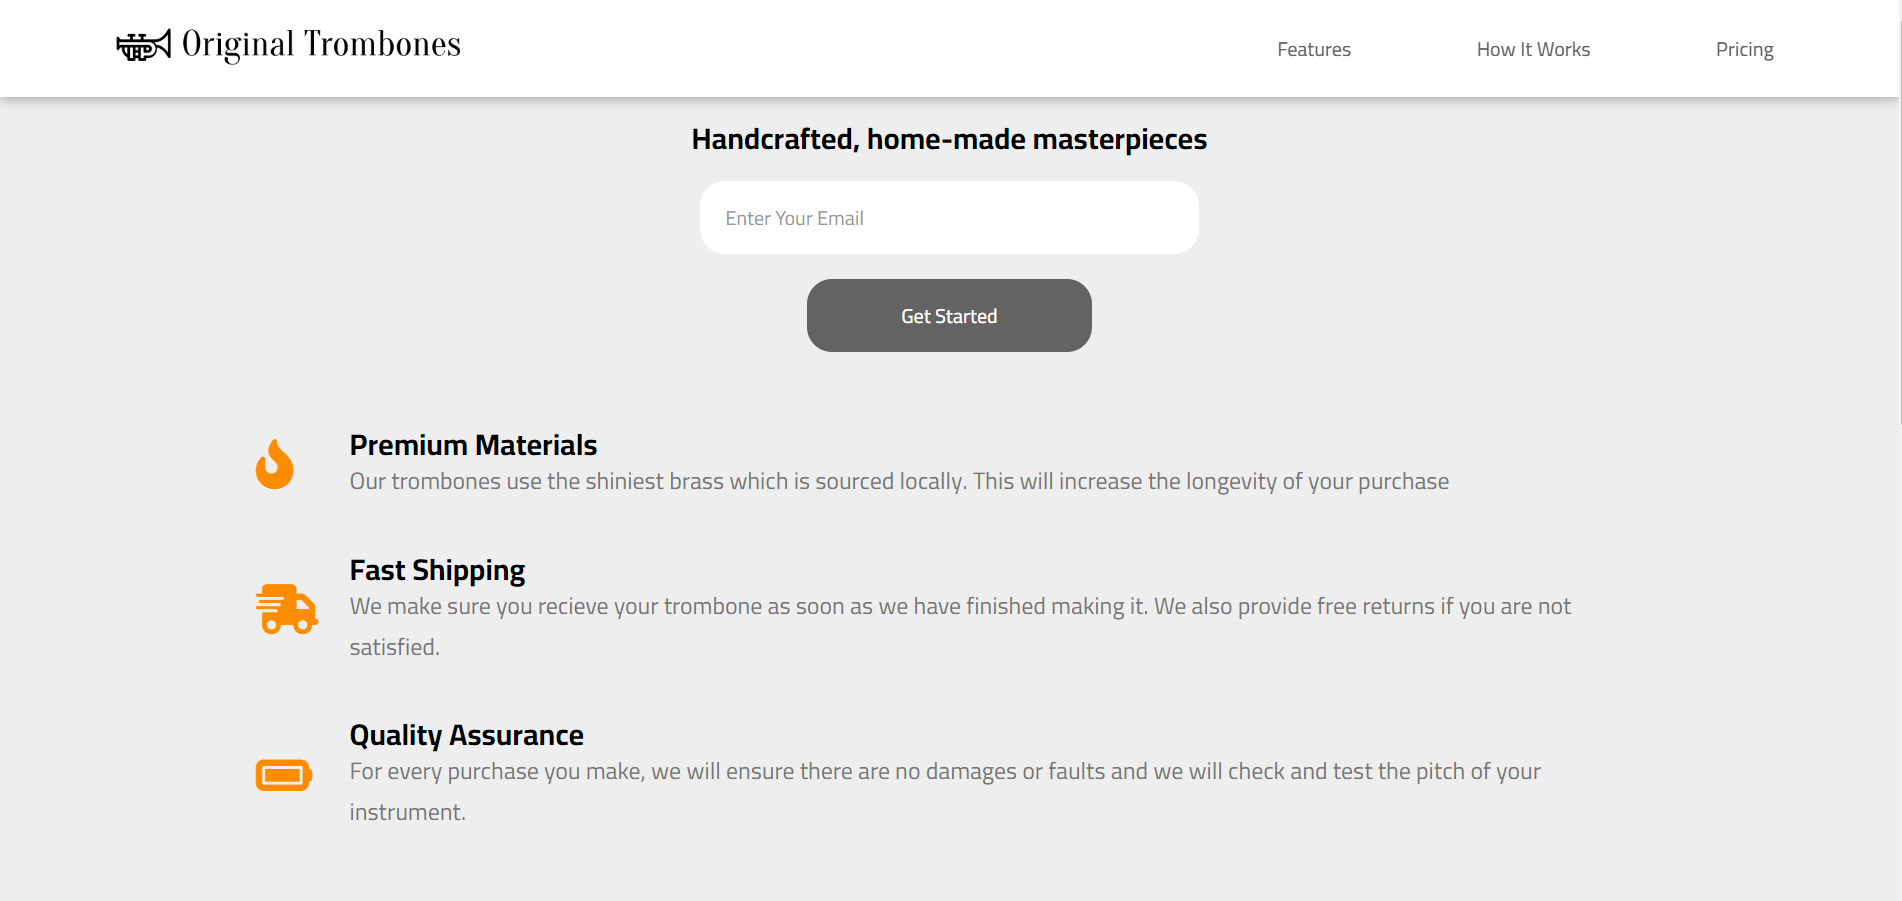 Original Trombones
Features
How It Works
Pricing
Handcrafted, home-made masterpieces
Enter Your Email
Get Started
Premium Materials
Our trombones use the shiniest brass which is sourced locally. This will increase the longevity of your purchase
Fast Shipping
We make sure you recieve your trombone as soon as we have finished making it. We also provide free returns if you are not
satisfied.
Quality Assurance
For every purchase you make, we will ensure there are no damages or faults and we will check and test the pitch of your
instrument.